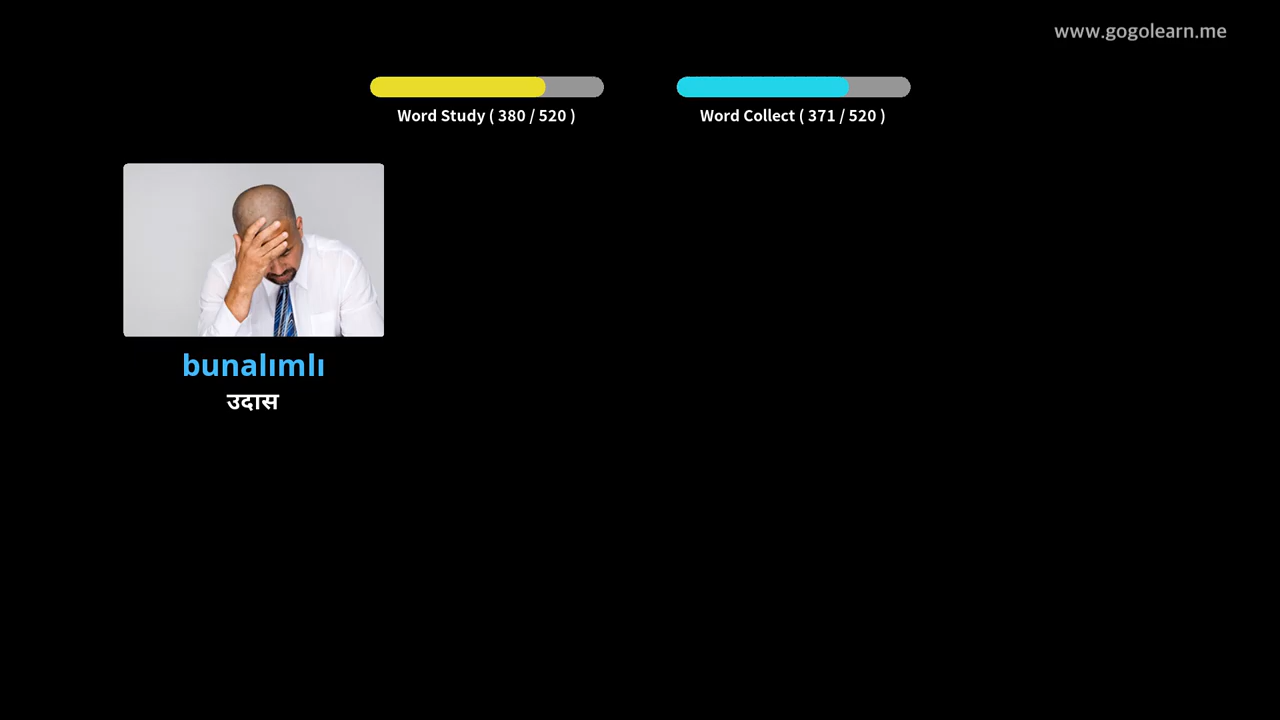 www.gogolearn.me
Word Study ( 380 / 520 )
Word Collect ( 371 / 520 )
bunalımlı
उदास